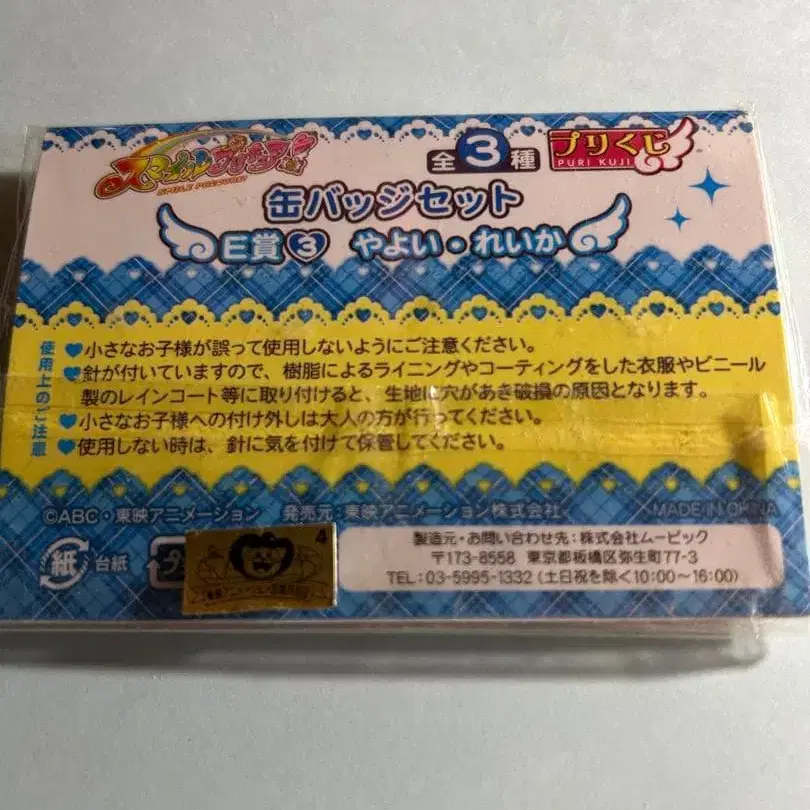 スマイルプリキュア!
SMILE PRECURE!
全3種
プリくじ
PURI KUJI
缶バッジセット
E賞 3 やよい・れいか
使用上のご注意
小さなお子様が誤って使用しないようにご注意ください。
針が付いていますので、樹脂によるライニングやコーティングをした衣服やビニール
製のレインコート等に取り付けると、生地に穴があき破損の原因となります。
小さなお子様への付け外しは大人の方が行ってください。
使用しない時は、針に気を付けて保管してください。
©ABC・東映アニメーション 発売元:東映アニメーション株式会社 MADE IN CHINA
紙 台紙
プ
4
製造元・お問い合わせ先:株式会社ムービック
〒173-8558 東京都板橋区弥生町77-3
TEL:03-5995-1332(土日祝を除く10:00〜16:00)